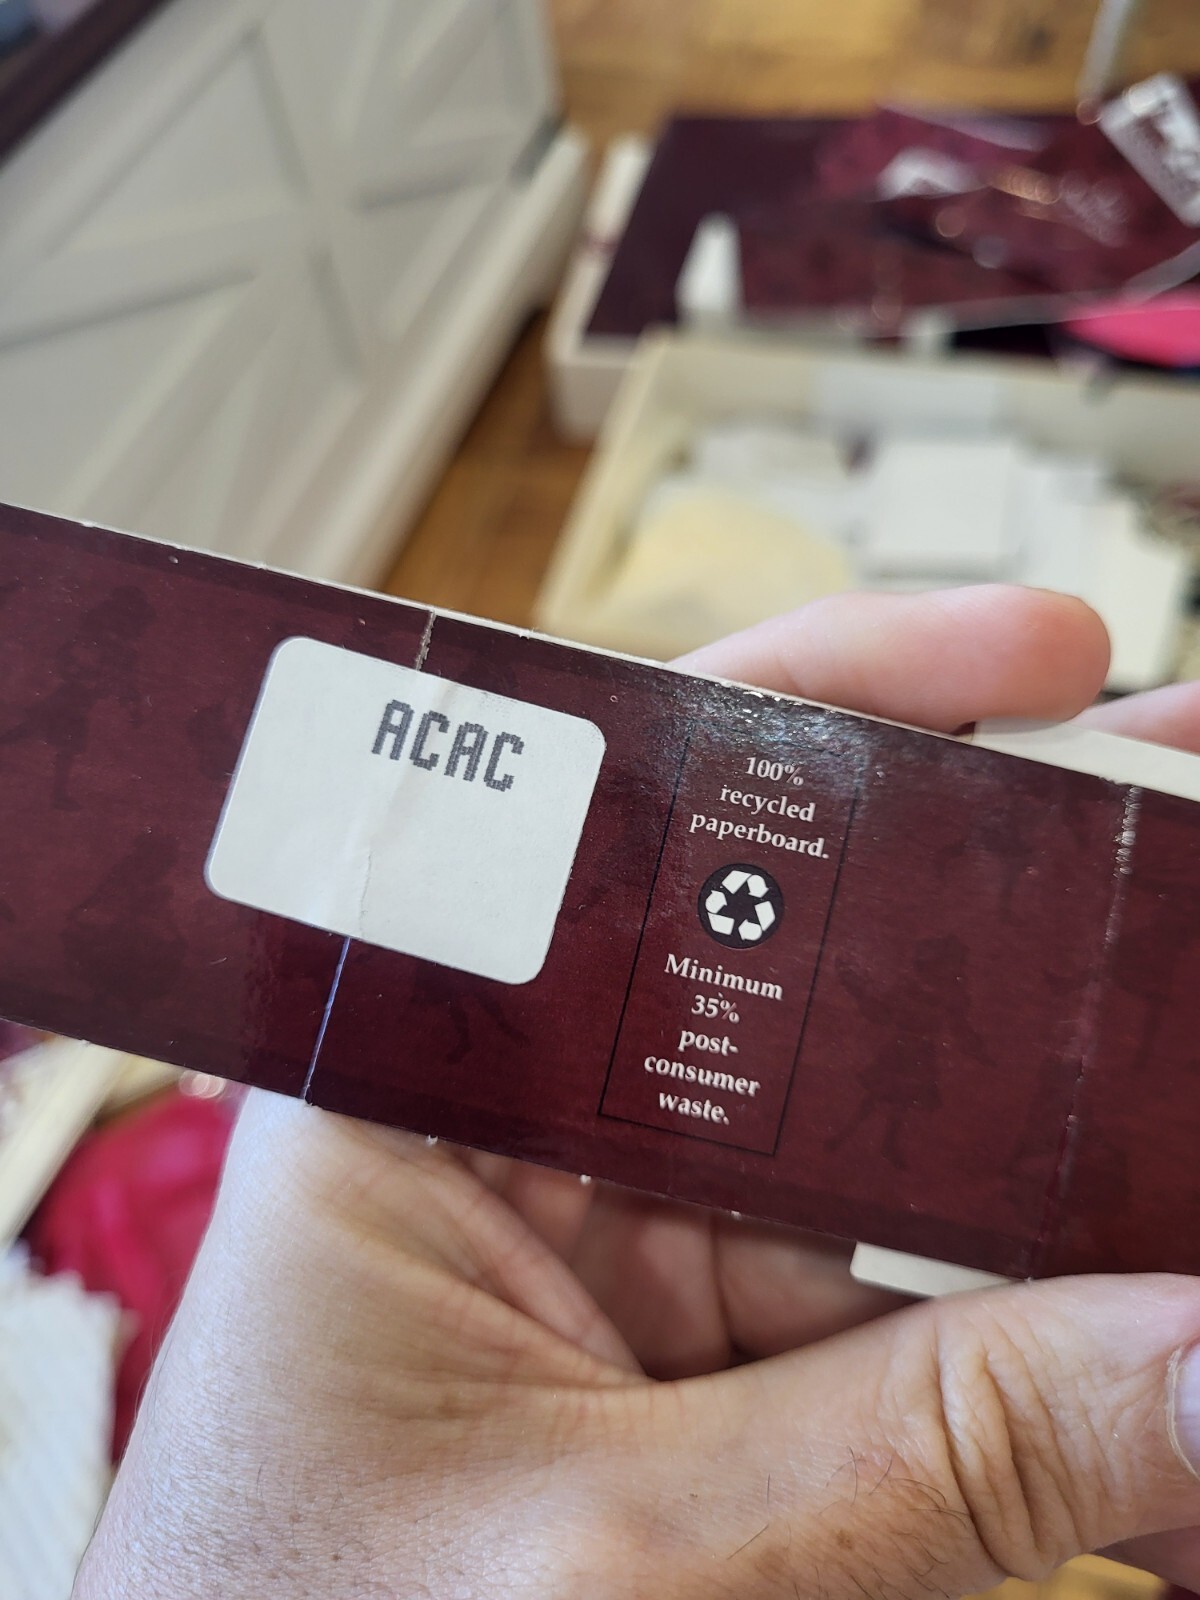 ACAC
100%
recycled
paperboard.
Minimum
35%
post-
consumer
waste.